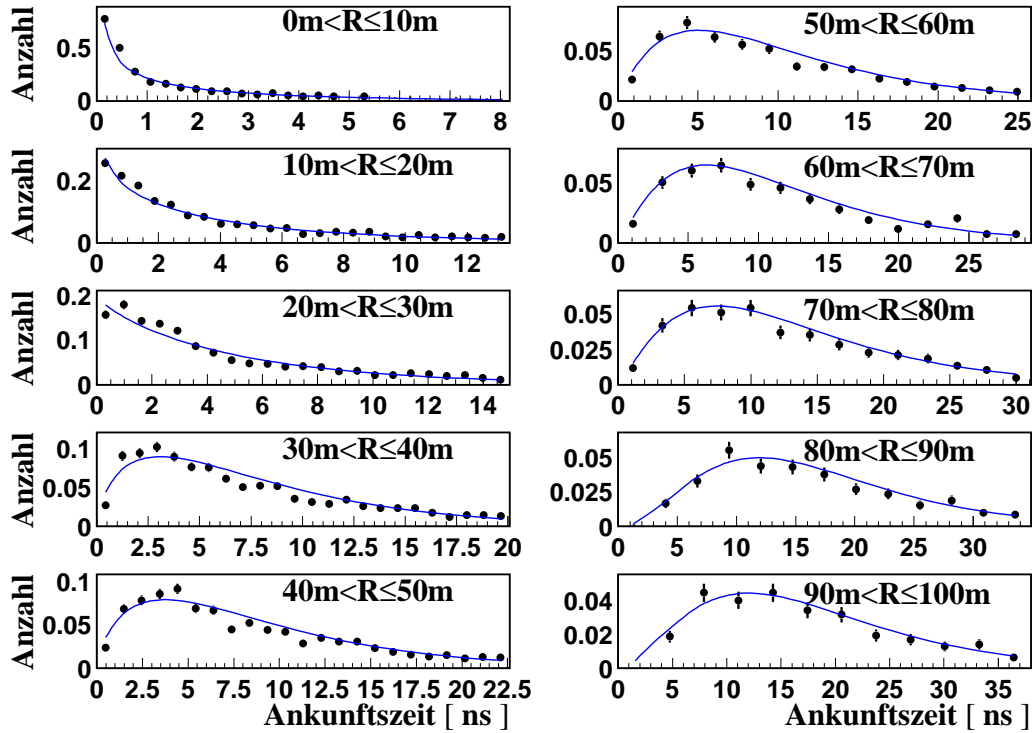 Anzahl
0m<R≤10m
0.5
0
0 1 2 3 4 5 6 7 8
50m<R≤60m
0.05
0
0 5 10 15 20 25
Anzahl
10m<R≤20m
0.2
0
0 2 4 6 8 10 12
60m<R≤70m
0.05
0
0 5 10 15 20 25
Anzahl
20m<R≤30m
0.2
0.1
0
0 2 4 6 8 10 12 14
70m<R≤80m
0.05
0.025
0
0 5 10 15 20 25 30
Anzahl
30m<R≤40m
0.1
0.05
0
0 2.5 5 7.5 10 12.5 15 17.5 20
80m<R≤90m
0.05
0.025
0
0 5 10 15 20 25 30
Anzahl
40m<R≤50m
0.1
0.05
0
0 2.5 5 7.5 10 12.5 15 17.5 20 22.5
Ankunftszeit [ ns ]
90m<R≤100m
0.04
0.02
0
0 5 10 15 20 25 30 35
Ankunftszeit [ ns ]